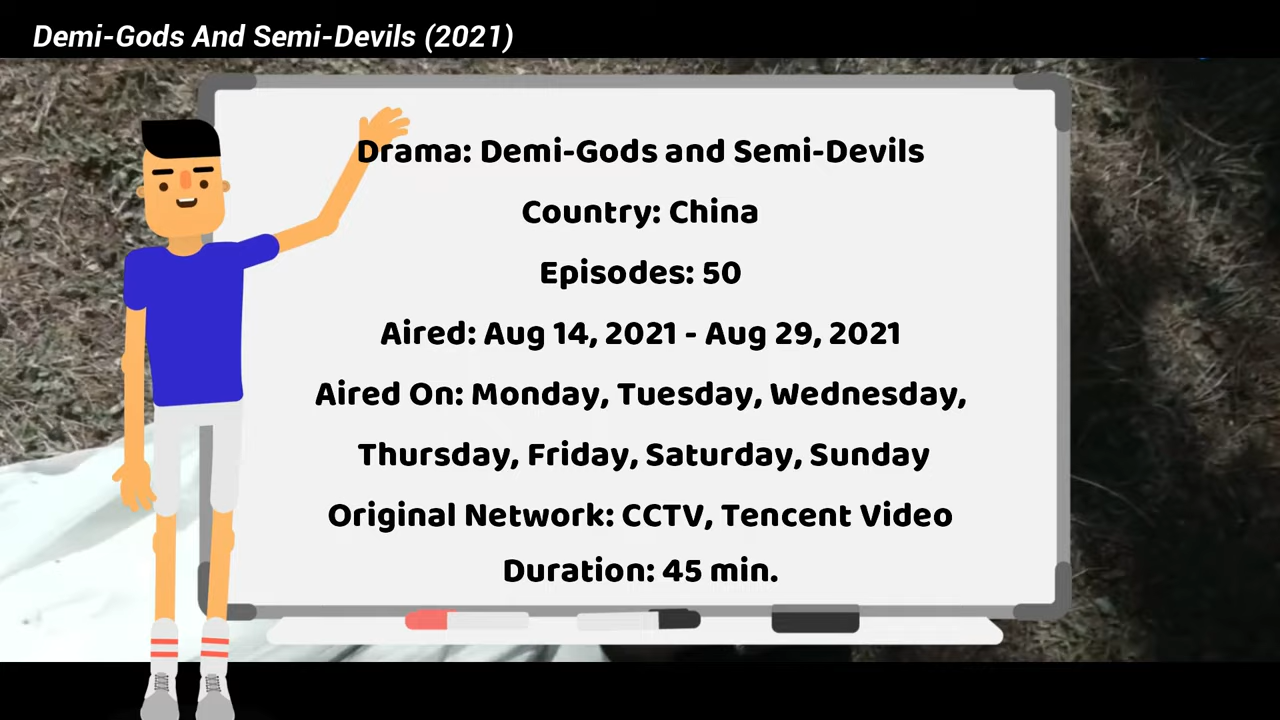 Demi-Gods And Semi-Devils (2021)
Drama: Demi-Gods and Semi-Devils
Country: China
Episodes: 50
Aired: Aug 14, 2021 - Aug 29, 2021
Aired On: Monday, Tuesday, Wednesday,
Thursday, Friday, Saturday, Sunday
Original Network: CCTV, Tencent Video
Duration: 45 min.